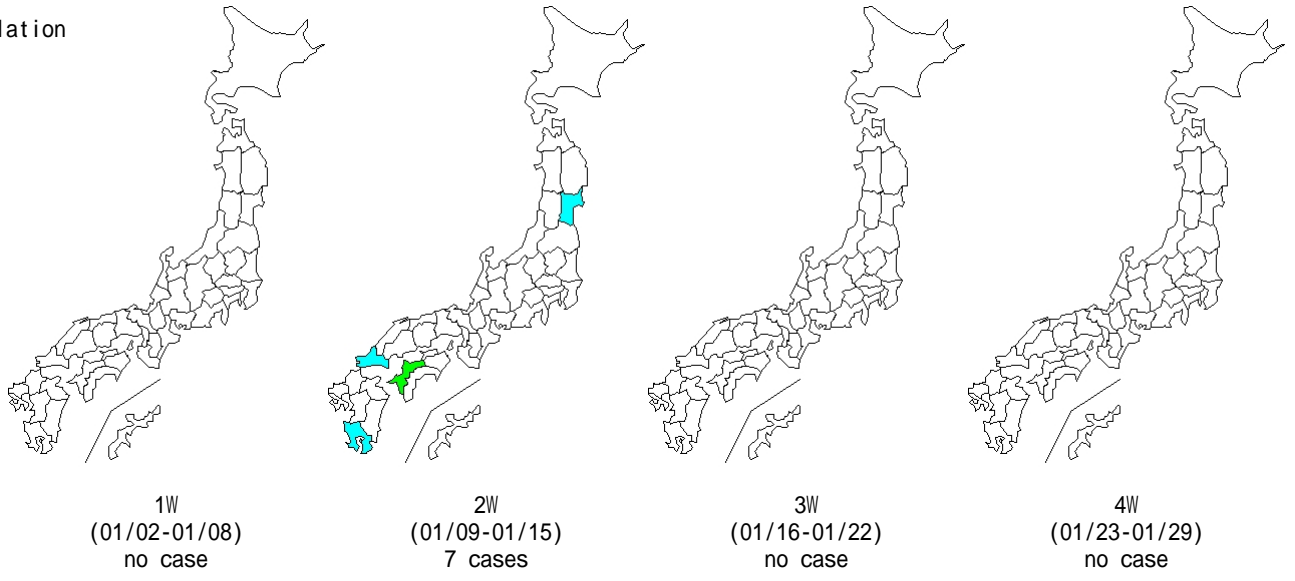 lation
1W
(01/02-01/08)
no case
2W
(01/09-01/15)
7 cases
3W
(01/16-01/22)
no case
4W
(01/23-01/29)
no case